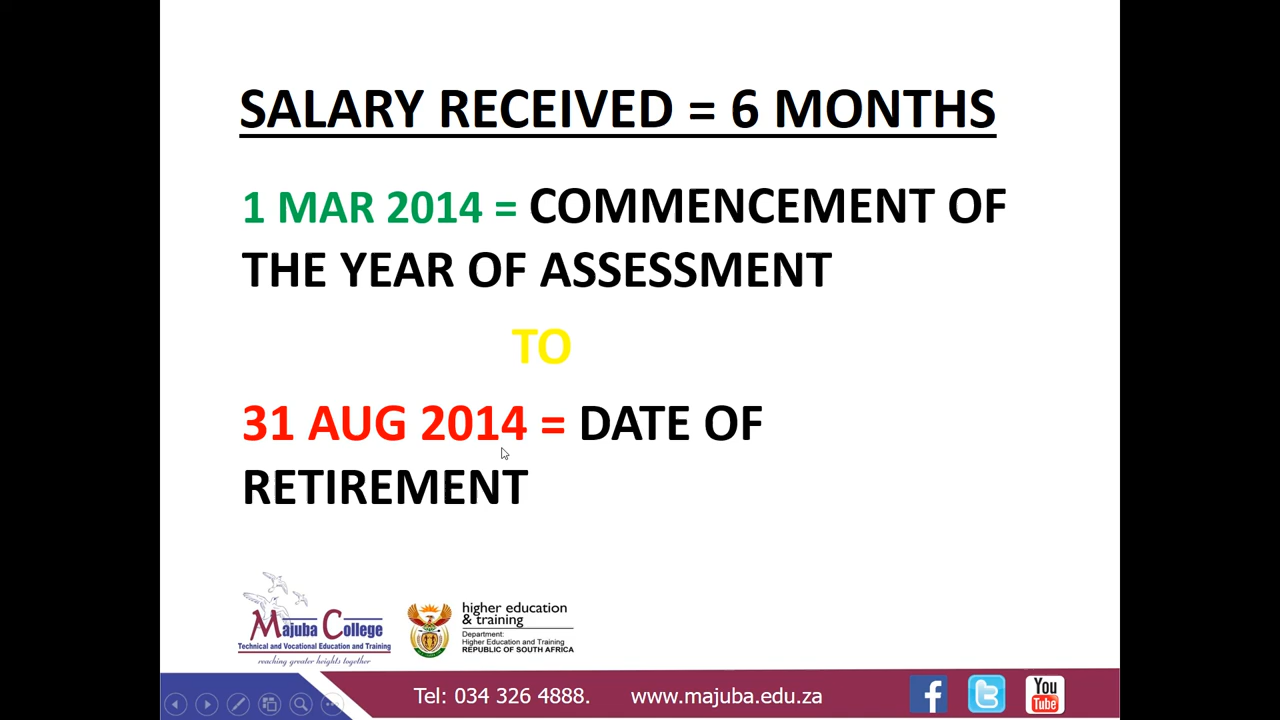 SALARY RECEIVED = 6 MONTHS
1 MAR 2014 = COMMENCEMENT OF
THE YEAR OF ASSESSMENT
TO
31 AUG 2014 = DATE OF
RETIREMENT
Majuba College
Technical and Vocational Education and Training
reaching greater heights together
higher education
& training
Department:
Higher Education and Training
REPUBLIC OF SOUTH AFRICA
Tel: 034 326 4888. www.majuba.edu.za
You
Tube